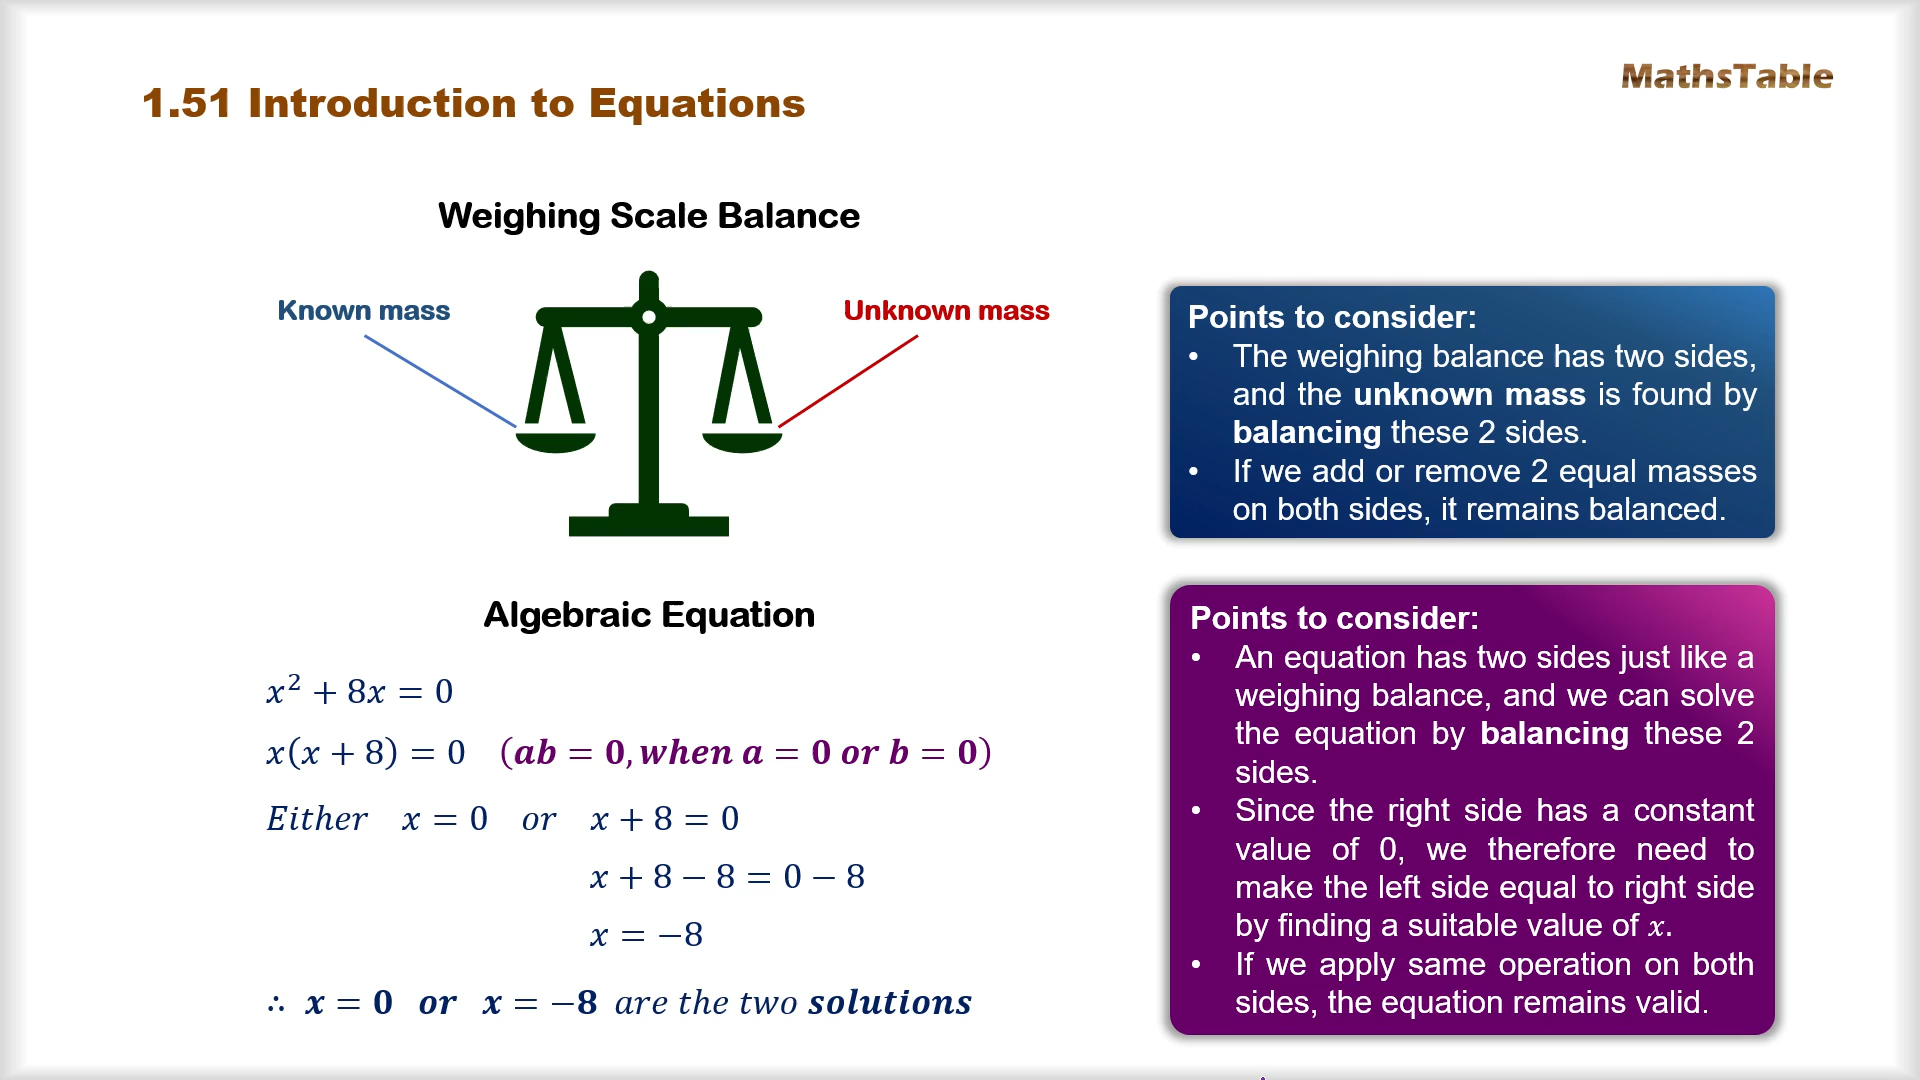 MathsTable
1.51 Introduction to Equations
Weighing Scale Balance
Known mass
Unknown mass
Points to consider:
• The weighing balance has two sides,
and the unknown mass is found by
balancing these 2 sides.
• If we add or remove 2 equal masses
on both sides, it remains balanced.
Algebraic Equation
x² + 8x = 0
x(x + 8) = 0 (ab = 0, when a = 0 or b = 0)
Either x = 0 or x + 8 = 0
x + 8 − 8 = 0 − 8
x = −8
∴ x = 0 or x = −8 are the two solutions
Points to consider:
• An equation has two sides just like a
weighing balance, and we can solve
the equation by balancing these 2
sides.
• Since the right side has a constant
value of 0, we therefore need to
make the left side equal to right side
by finding a suitable value of x.
• If we apply same operation on both
sides, the equation remains valid.